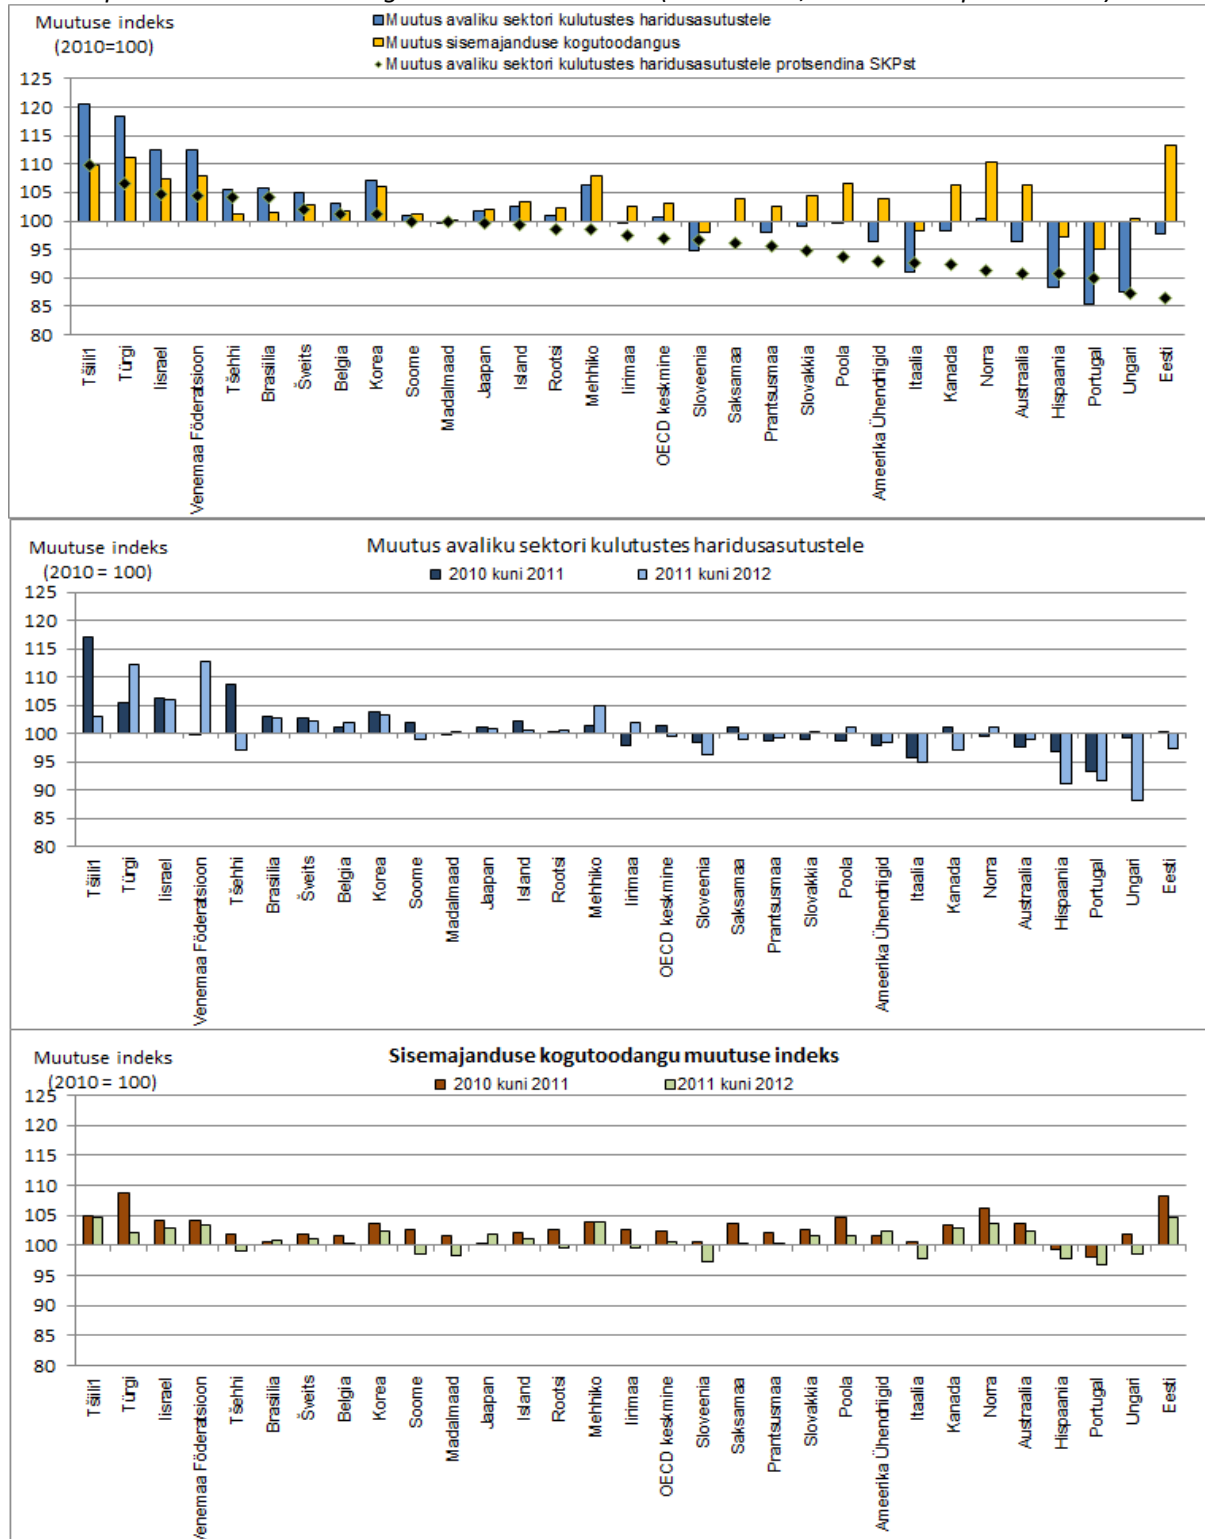 Muutuse indeks
(2010=100)
Muutus avaliku sektori kulutustes haridusasutustele
Muutus sisemajanduse kogutoodangus
Muutus avaliku sektori kulutustes haridusasutustele protsendina SKPst
125
120
115
110
105
100
95
90
85
80
Tšiili1
Türgi
Iisrael
Venemaa Föderatsioon
Tšehhi
Brasiilia
Šveits
Belgia
Korea
Soome
Madalmaad
Jaapan
Island
Rootsi
Mehhiko
Iirimaa
OECD keskmine
Sloveenia
Saksamaa
Prantsusmaa
Slovakkia
Poola
Ameerika Ühendriigid
Itaalia
Kanada
Norra
Austraalia
Hispaania
Portugal
Ungari
Eesti
Muutuse indeks
(2010 = 100)
Muutus avaliku sektori kulutustes haridusasutustele
2010 kuni 2011
2011 kuni 2012
125
120
115
110
105
100
95
90
85
80
Tšiili1
Türgi
Iisrael
Venemaa Föderatsioon
Tšehhi
Brasiilia
Šveits
Belgia
Korea
Soome
Madalmaad
Jaapan
Island
Rootsi
Mehhiko
Iirimaa
OECD keskmine
Sloveenia
Saksamaa
Prantsusmaa
Slovakkia
Poola
Ameerika Ühendriigid
Itaalia
Kanada
Norra
Austraalia
Hispaania
Portugal
Ungari
Eesti
Muutuse indeks
(2010 = 100)
Sisemajanduse kogutoodangu muutuse indeks
2010 kuni 2011
2011 kuni 2012
125
120
115
110
105
100
95
90
85
80
Tšiili1
Türgi
Iisrael
Venemaa Föderatsioon
Tšehhi
Brasiilia
Šveits
Belgia
Korea
Soome
Madalmaad
Jaapan
Island
Rootsi
Mehhiko
Iirimaa
OECD keskmine
Sloveenia
Saksamaa
Prantsusmaa
Slovakkia
Poola
Ameerika Ühendriigid
Itaalia
Kanada
Norra
Austraalia
Hispaania
Portugal
Ungari
Eesti